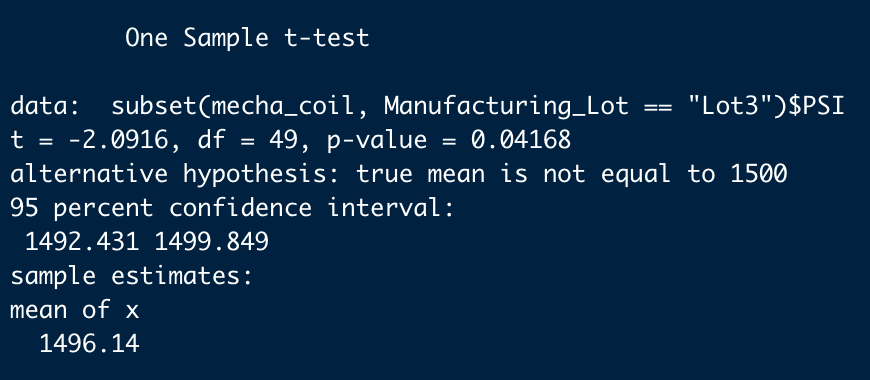 One Sample t-test
data:  subset(mecha_coil, Manufacturing_Lot == "Lot3")$PSI
t = -2.0916, df = 49, p-value = 0.04168
alternative hypothesis: true mean is not equal to 1500
95 percent confidence interval:
1492.431 1499.849
sample estimates:
mean of x
1496.14